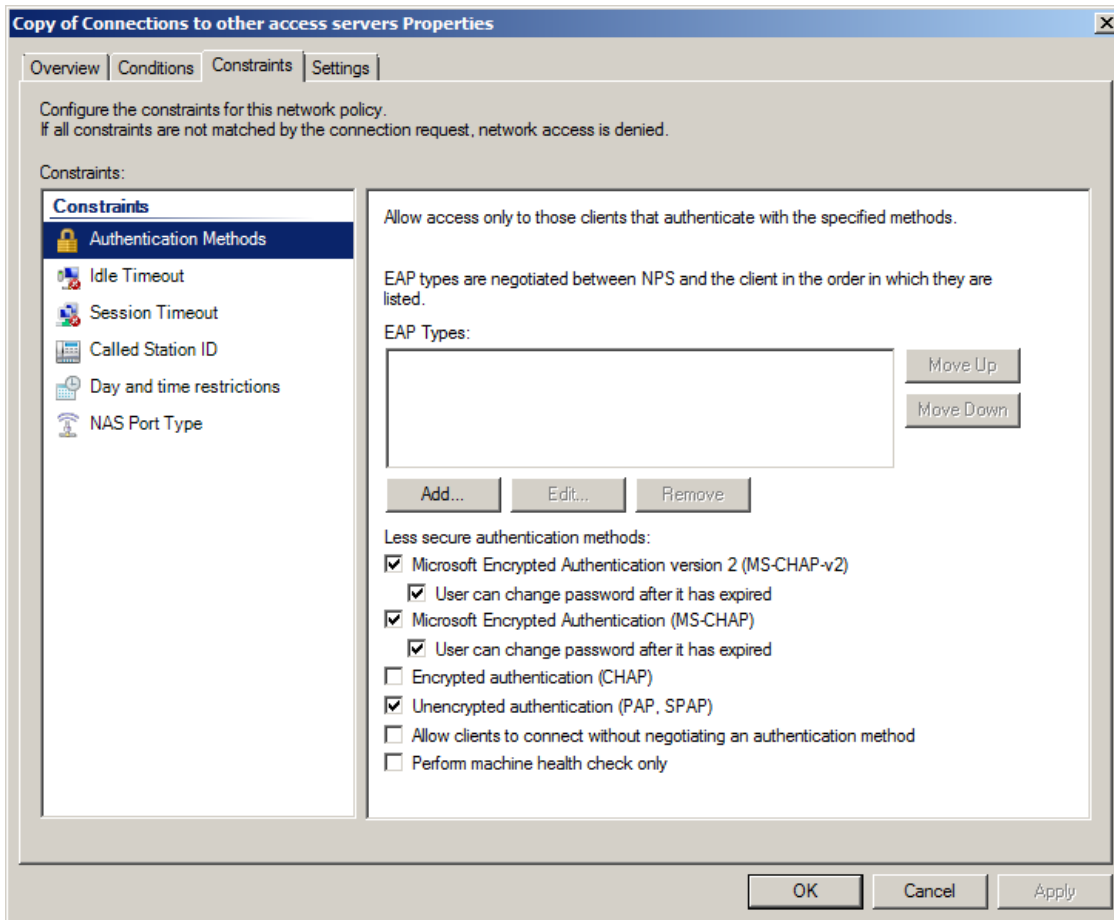 Copy of Connections to other access servers Properties
Overview Conditions Constraints Settings
Configure the constraints for this network policy.
If all constraints are not matched by the connection request, network access is denied.
Constraints:
Constraints
Authentication Methods
Idle Timeout
Session Timeout
Called Station ID
Day and time restrictions
NAS Port Type
Allow access only to those clients that authenticate with the specified methods.
EAP types are negotiated between NPS and the client in the order in which they are
listed.
EAP Types:
Move Up
Move Down
Add... Edit... Remove
Less secure authentication methods:
Microsoft Encrypted Authentication version 2 (MS-CHAP-v2)
User can change password after it has expired
Microsoft Encrypted Authentication (MS-CHAP)
User can change password after it has expired
Encrypted authentication (CHAP)
Unencrypted authentication (PAP, SPAP)
Allow clients to connect without negotiating an authentication method
Perform machine health check only
OK Cancel Apply